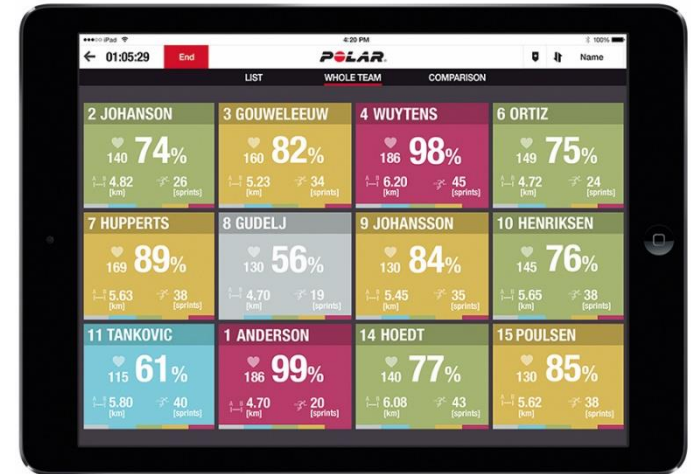 iPad 4:20 PM 100%
01:05:29 End POLAR. Name
LIST WHOLE TEAM COMPARISON
2 JOHANSON 3 GOUWELEEUW 4 WUYTENS 6 ORTIZ
140 74% 160 82% 186 98% 149 75%
A B 4.82 26 A B 5.23 34 A B 6.20 45 A B 4.72 24
[km] [sprints] [km] [sprints] [km] [sprints] [km] [sprints]
7 HUPPERTS 8 GUDELJ 9 JOHANSSON 10 HENRIKSEN
169 89% 130 56% 130 84% 145 76%
A B 5.63 38 A B 4.70 19 A B 5.45 35 A B 5.65 38
[km] [sprints] [km] [sprints] [km] [sprints] [km] [sprints]
11 TANKOVIC 1 ANDERSON 14 HOEDT 15 POULSEN
115 61% 186 99% 140 77% 130 85%
A B 5.80 40 A B 4.70 20 A B 6.08 43 A B 5.62 38
[km] [sprints] [km] [sprints] [km] [sprints] [km] [sprints]